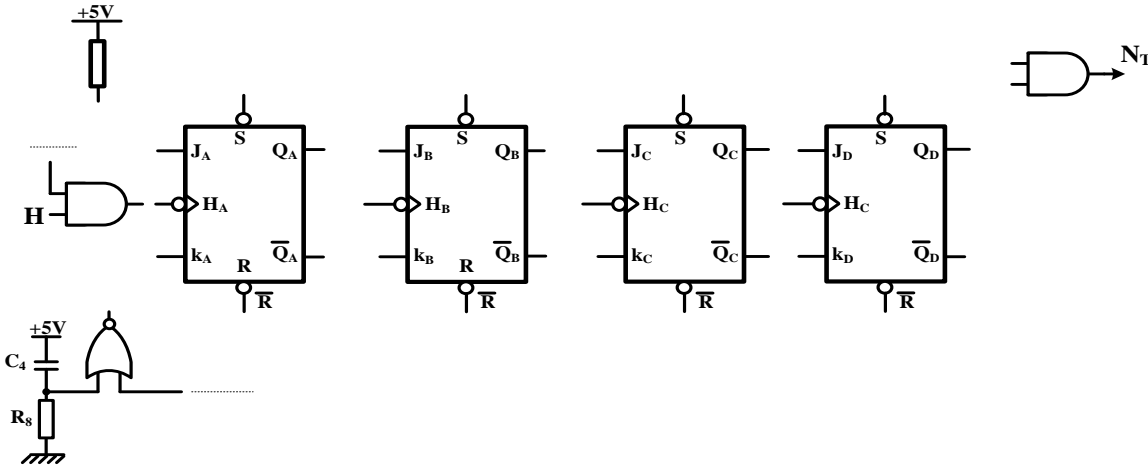 +5V
N_T
S S S S
J_A Q_A J_B Q_B J_C Q_C J_D Q_D
H H_A H_B H_C H_C
k_A Q̅_A k_B Q̅_B k_C Q̅_C k_D Q̅_D
R R
R̅ R̅ R̅ R̅
+5V
C₄
R₈